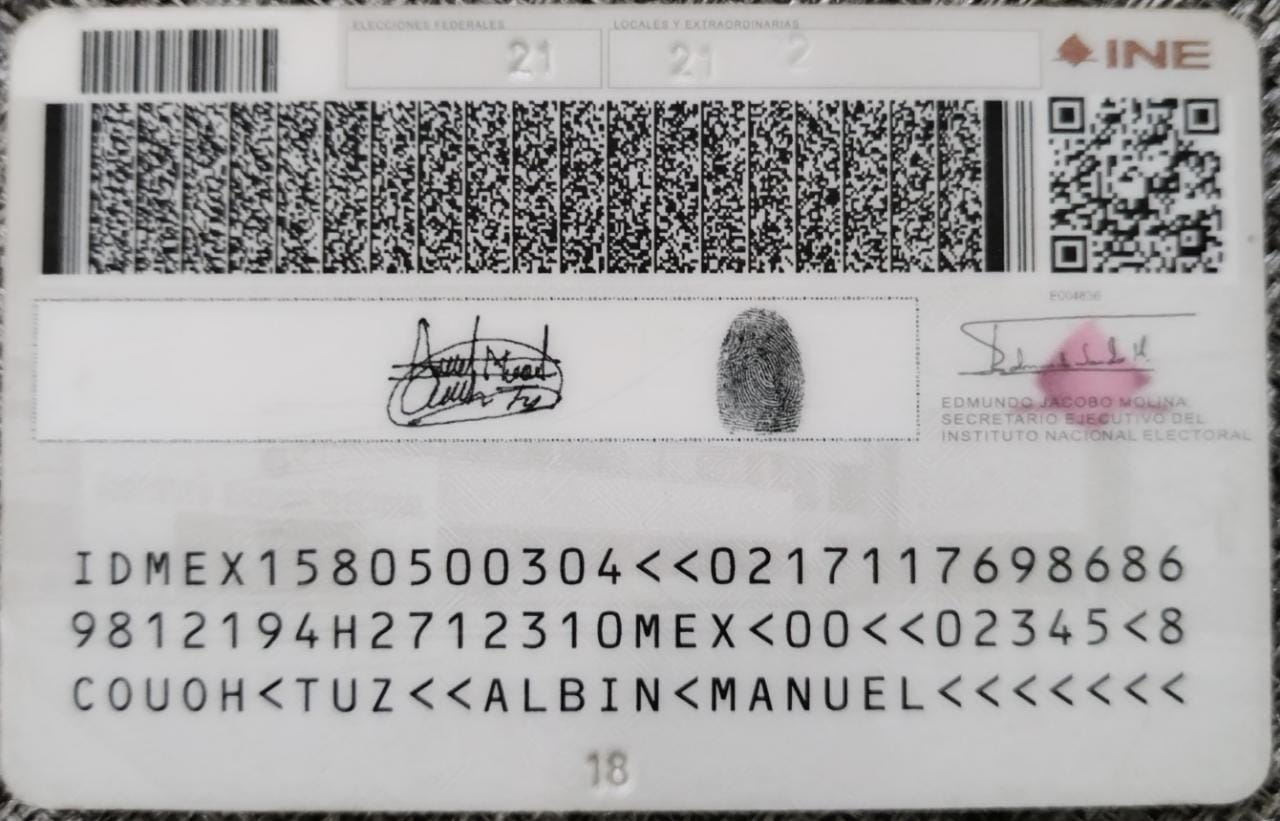 ELECCIONES FEDERALES
LOCALES Y EXTRAORDINARIAS
21
21 2
INE
E004836
EDMUNDO JACOBO MOLINA
SECRETARIO EJECUTIVO DEL
INSTITUTO NACIONAL ELECTORAL
IDMEX1580500304<<0217117698686
9812194H2712310MEX<00<<02345<8
COUOH<TUZ<<ALBIN<MANUEL<<<<<<<
18